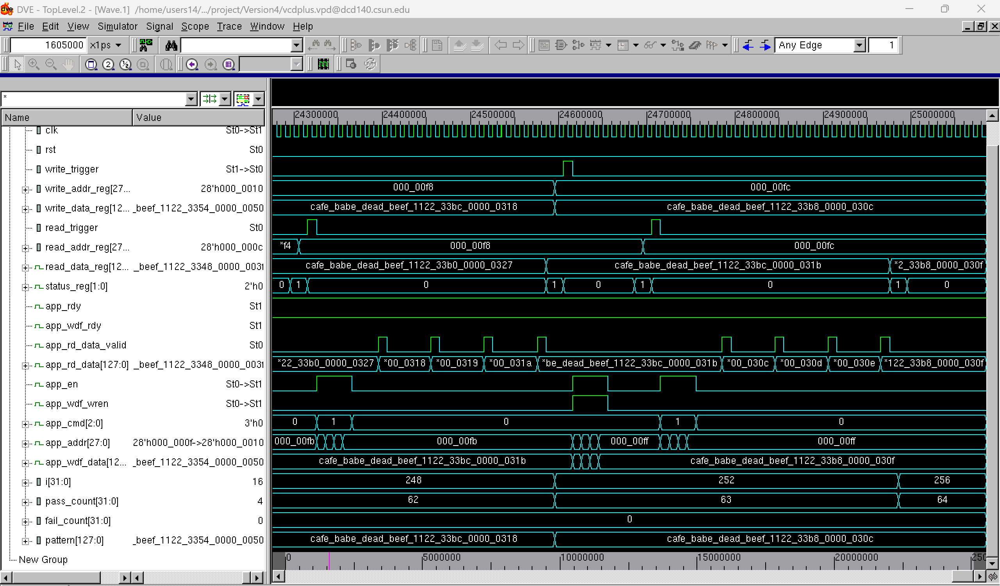 DVE - TopLevel.2 - [Wave.1] /home/users14/.../project/Version4/vcdplus.vpd@dcd140.csun.edu
File Edit View Simulator Signal Scope Trace Window Help
1605000 x1ps Any Edge 1
*
Name Value
24300000 24400000 24500000 24600000 24700000 24800000 24900000 25000000
clk St0->St1
rst St0
write_trigger St1->St0
write_addr_reg[27... 28'h000_0010 000_00f8 000_00fc
write_data_reg[12... _beef_1122_3354_0000_0050 cafe_babe_dead_beef_1122_33bc_0000_0318 cafe_babe_dead_beef_1122_33b8_0000_030c
read_trigger St0
read_addr_reg[27... 28'h000_000c *f4 000_00f8 000_00fc
read_data_reg[12... _beef_1122_3348_0000_003f cafe_babe_dead_beef_1122_33b0_0000_0327 cafe_babe_dead_beef_1122_33bc_0000_031b *2_33b8_0000_030f
status_reg[1:0] 2'h0 0 1 0 1 0 1 0 1 0
app_rdy St1
app_wdf_rdy St1
app_rd_data_valid St0
app_rd_data[127:0] _beef_1122_3348_0000_003f *22_33b0_0000_0327 *00_0318 *00_0319 *00_031a *be_dead_beef_1122_33bc_0000_031b *00_030c *00_030d *00_030e *122_33b8_0000_030f
app_en St0->St1
app_wdf_wren St0->St1
app_cmd[2:0] 3'h0 0 1 0 1 0
app_addr[27:0] 28'h000_000f->28'h000_0010 000_00fb 000_00fb 000_00ff 000_00ff
app_wdf_data[12... _beef_1122_3354_0000_0050 cafe_babe_dead_beef_1122_33bc_0000_031b cafe_babe_dead_beef_1122_33b8_0000_030f
i[31:0] 16 248 252 256
pass_count[31:0] 4 62 63 64
fail_count[31:0] 0 0
pattern[127:0] _beef_1122_3354_0000_0050 cafe_babe_dead_beef_1122_33bc_0000_0318 cafe_babe_dead_beef_1122_33b8_0000_030c
New Group
0 5000000 10000000 15000000 20000000 250